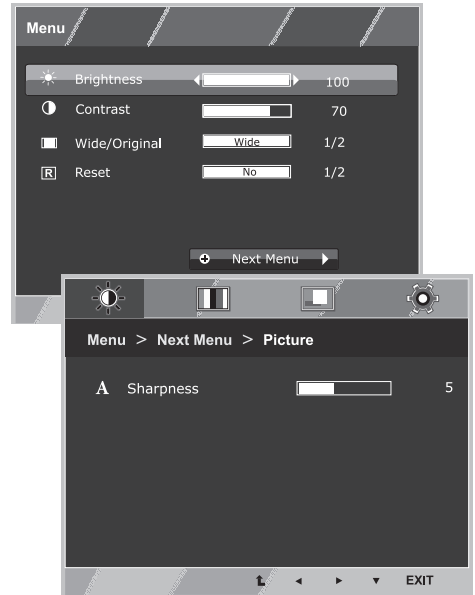 Menu
Brightness 100
Contrast 70
Wide/Original Wide 1/2
R Reset No 1/2
Next Menu
Menu > Next Menu > Picture
A Sharpness 5
EXIT